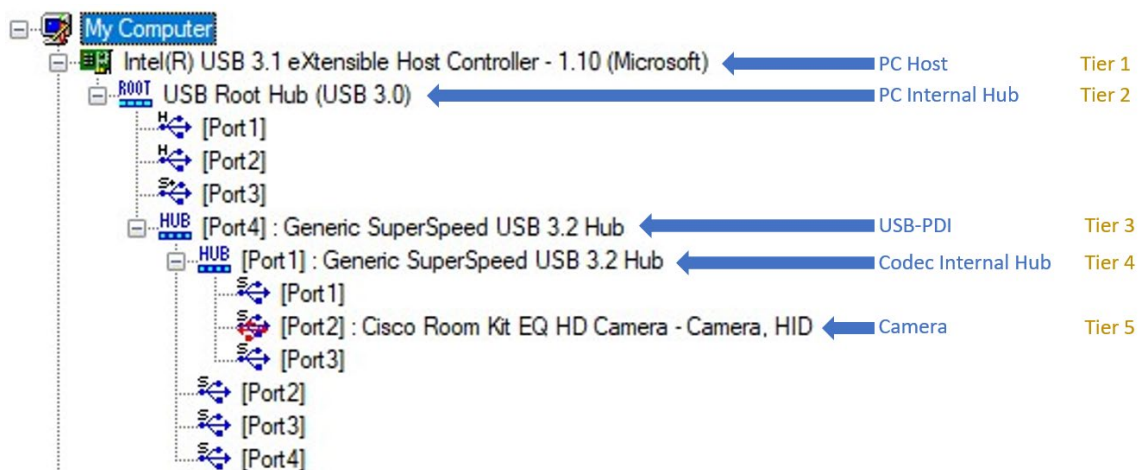 My Computer
Intel(R) USB 3.1 eXtensible Host Controller - 1.10 (Microsoft) PC Host Tier 1
ROOT USB Root Hub (USB 3.0) PC Internal Hub Tier 2
H [Port1]
H [Port2]
S+ [Port3]
HUB [Port4] : Generic SuperSpeed USB 3.2 Hub USB-PDI Tier 3
HUB [Port1] : Generic SuperSpeed USB 3.2 Hub Codec Internal Hub Tier 4
S [Port1]
S [Port2] : Cisco Room Kit EQ HD Camera - Camera, HID Camera Tier 5
S [Port3]
S [Port2]
S [Port3]
S [Port4]